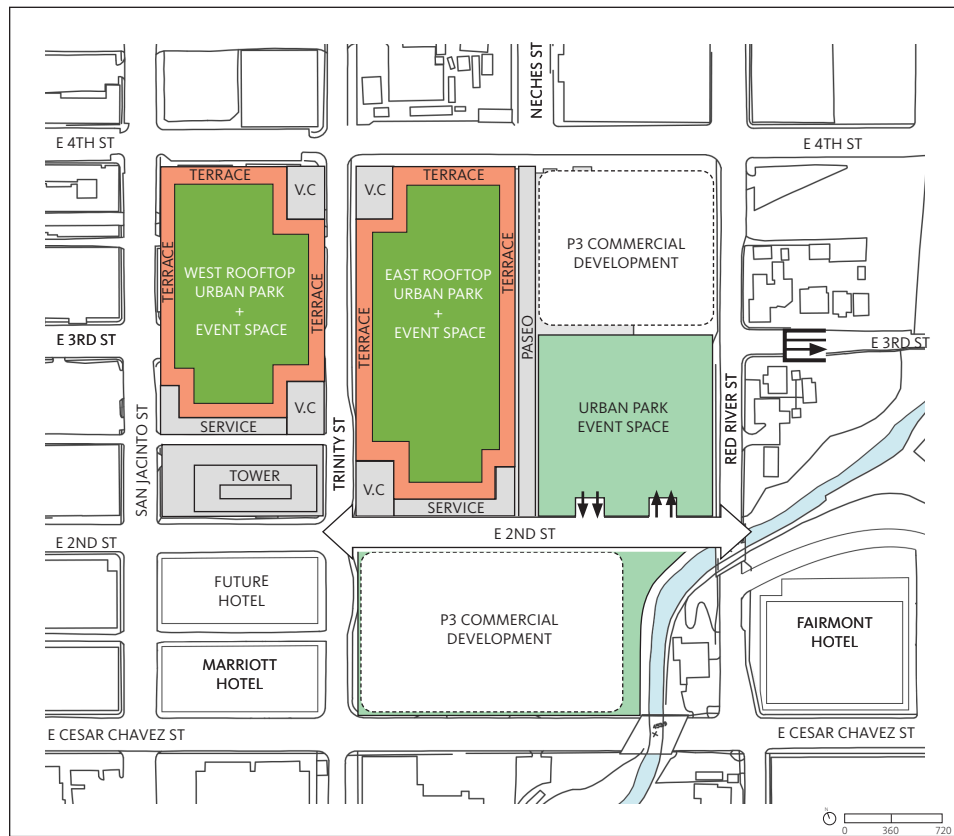 NECHES ST
E 4TH ST
E 4TH ST
TERRACE
V.C
V.C
TERRACE
P3 COMMERCIAL
DEVELOPMENT
TERRACE
WEST ROOFTOP
URBAN PARK
+
EVENT SPACE
TERRACE
EAST ROOFTOP
URBAN PARK
+
EVENT SPACE
TERRACE
TERRACE
PASEO
E 3RD ST
E 3RD ST
V.C
SERVICE
SAN JACINTO ST
TRINITY ST
URBAN PARK
EVENT SPACE
RED RIVER ST
TOWER
V.C
SERVICE
E 2ND ST
E 2ND ST
FUTURE
HOTEL
P3 COMMERCIAL
DEVELOPMENT
FAIRMONT
HOTEL
MARRIOTT
HOTEL
E CESAR CHAVEZ ST
E CESAR CHAVEZ ST
N
0 360 720